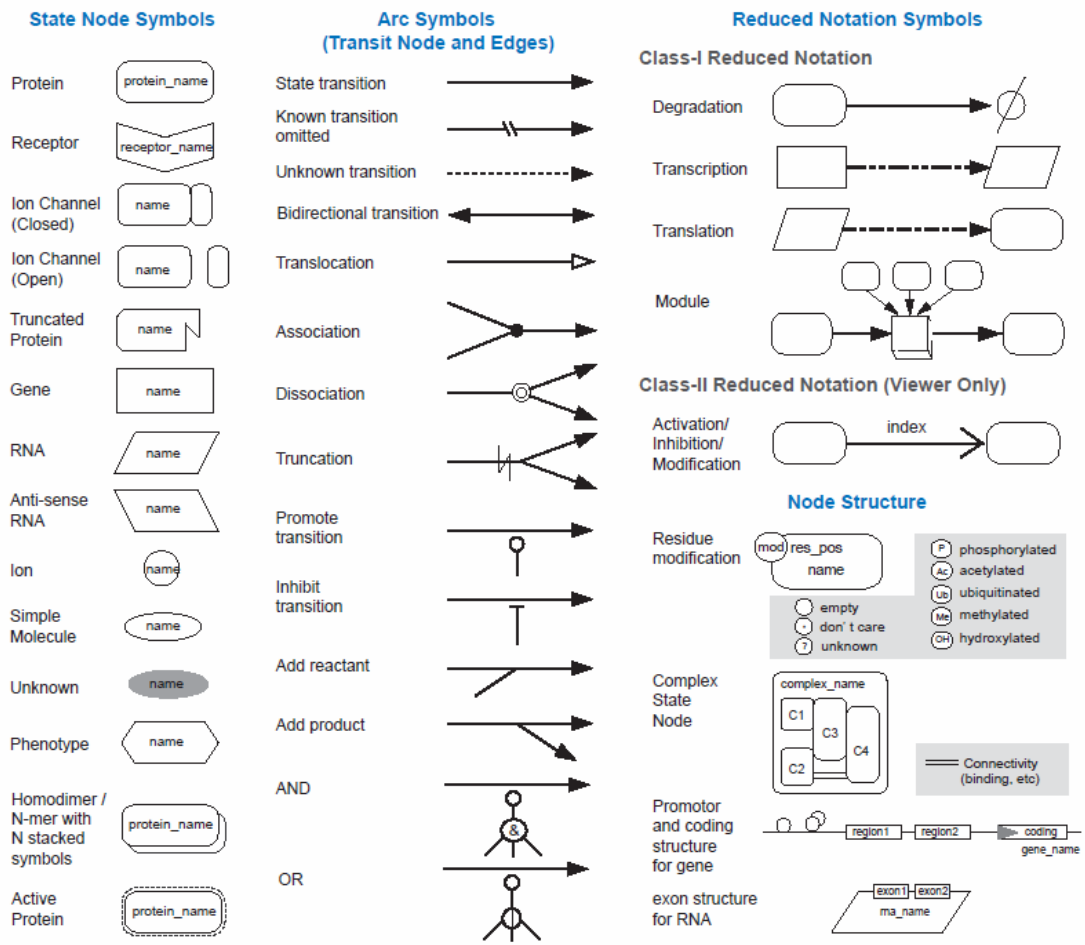 State Node Symbols
Protein
protein_name
Receptor
receptor_name
Ion Channel
(Closed)
name
Ion Channel
(Open)
name
Truncated
Protein
name
Gene
name
RNA
name
Anti-sense
RNA
name
Ion
name
Simple
Molecule
name
Unknown
name
Phenotype
name
Homodimer /
N-mer with
N stacked
symbols
protein_name
Active
Protein
protein_name
Arc Symbols
(Transit Node and Edges)
State transition
Known transition
omitted
Unknown transition
Bidirectional transition
Translocation
Association
Dissociation
Truncation
N
Promote
transition
Inhibit
transition
Add reactant
Add product
AND
&
OR
Reduced Notation Symbols
Class-I Reduced Notation
Degradation
Transcription
Translation
Module
Class-II Reduced Notation (Viewer Only)
Activation/
Inhibition/
Modification
index
Node Structure
Residue
modification
mod res_pos
name
P phosphorylated
Ac acetylated
Ub ubiquitinated
Me methylated
OH hydroxylated
empty
* don' t care
? unknown
Complex
State
Node
complex_name
C1
C3
C4
C2
Connectivity
(binding, etc)
Promotor
and coding
structure
for gene
region1 region2 coding
gene_name
exon structure
for RNA
exon1 exon2
rna_name